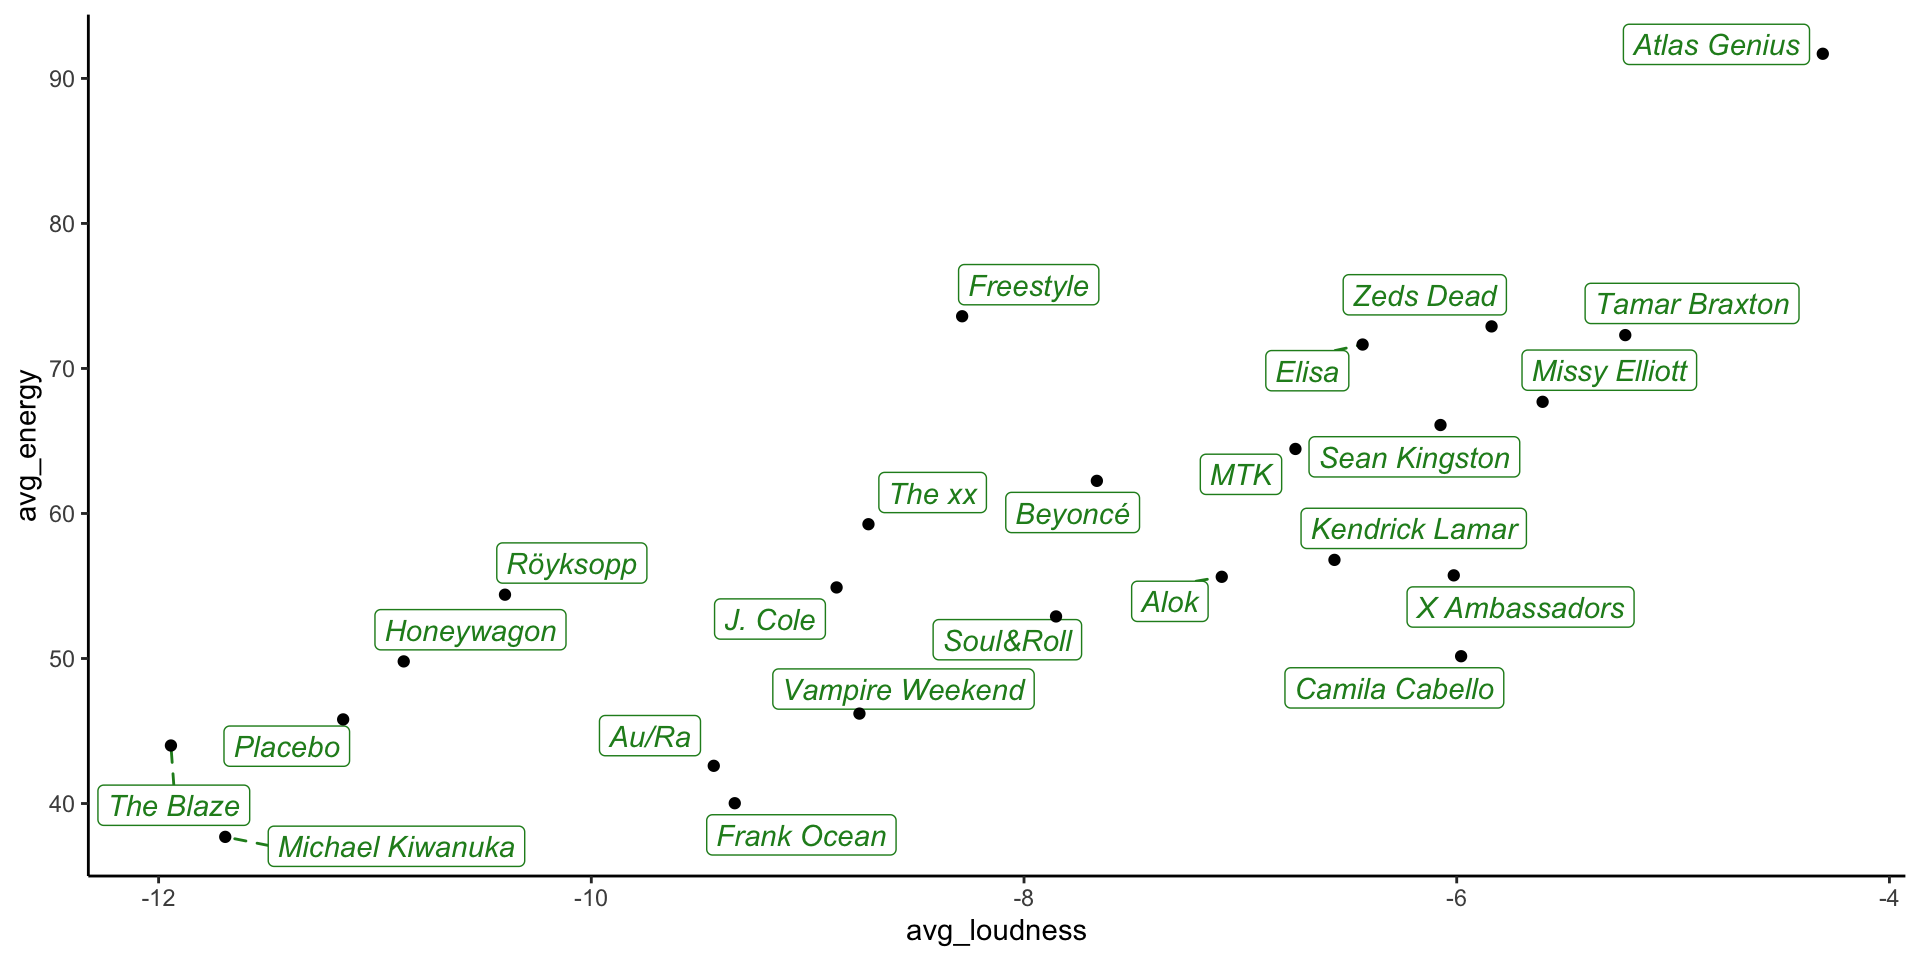 Atlas Genius
90
80
Freestyle
Zeds Dead
Tamar Braxton
70
Elisa
Missy Elliott
avg_energy
Sean Kingston
MTK
The xx
60
Beyoncé
Kendrick Lamar
Röyksopp
Alok
X Ambassadors
J. Cole
Honeywagon
Soul&Roll
50
Vampire Weekend
Camila Cabello
Au/Ra
Placebo
40
The Blaze
Frank Ocean
Michael Kiwanuka
-12 -10 -8 -6 -4
avg_loudness